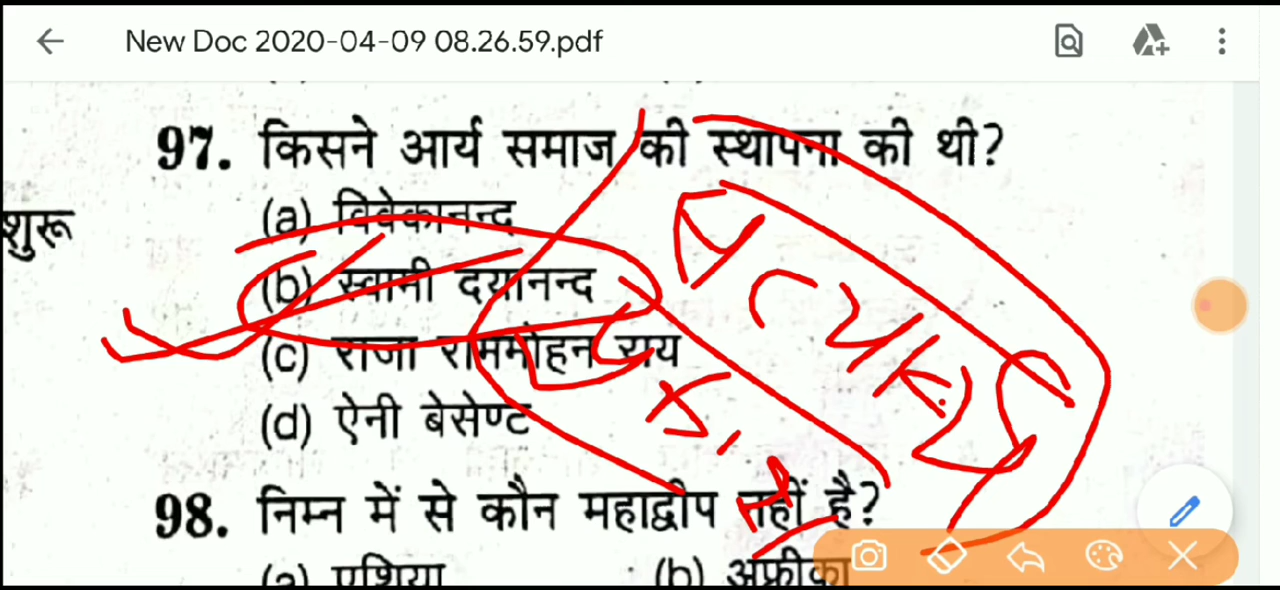 New Doc 2020-04-09 08.26.59.pdf
97. किसने आर्य समाज की स्थापना की थी?
(a) विवेकानन्द
शुरू
(b) स्वामी दयानन्द
(c) राजा राममोहन राय
(d) ऐनी बेसेण्ट
98. निम्न में से कौन महाद्वीप नहीं है?
(a) एशिया (b) अफ्रीका